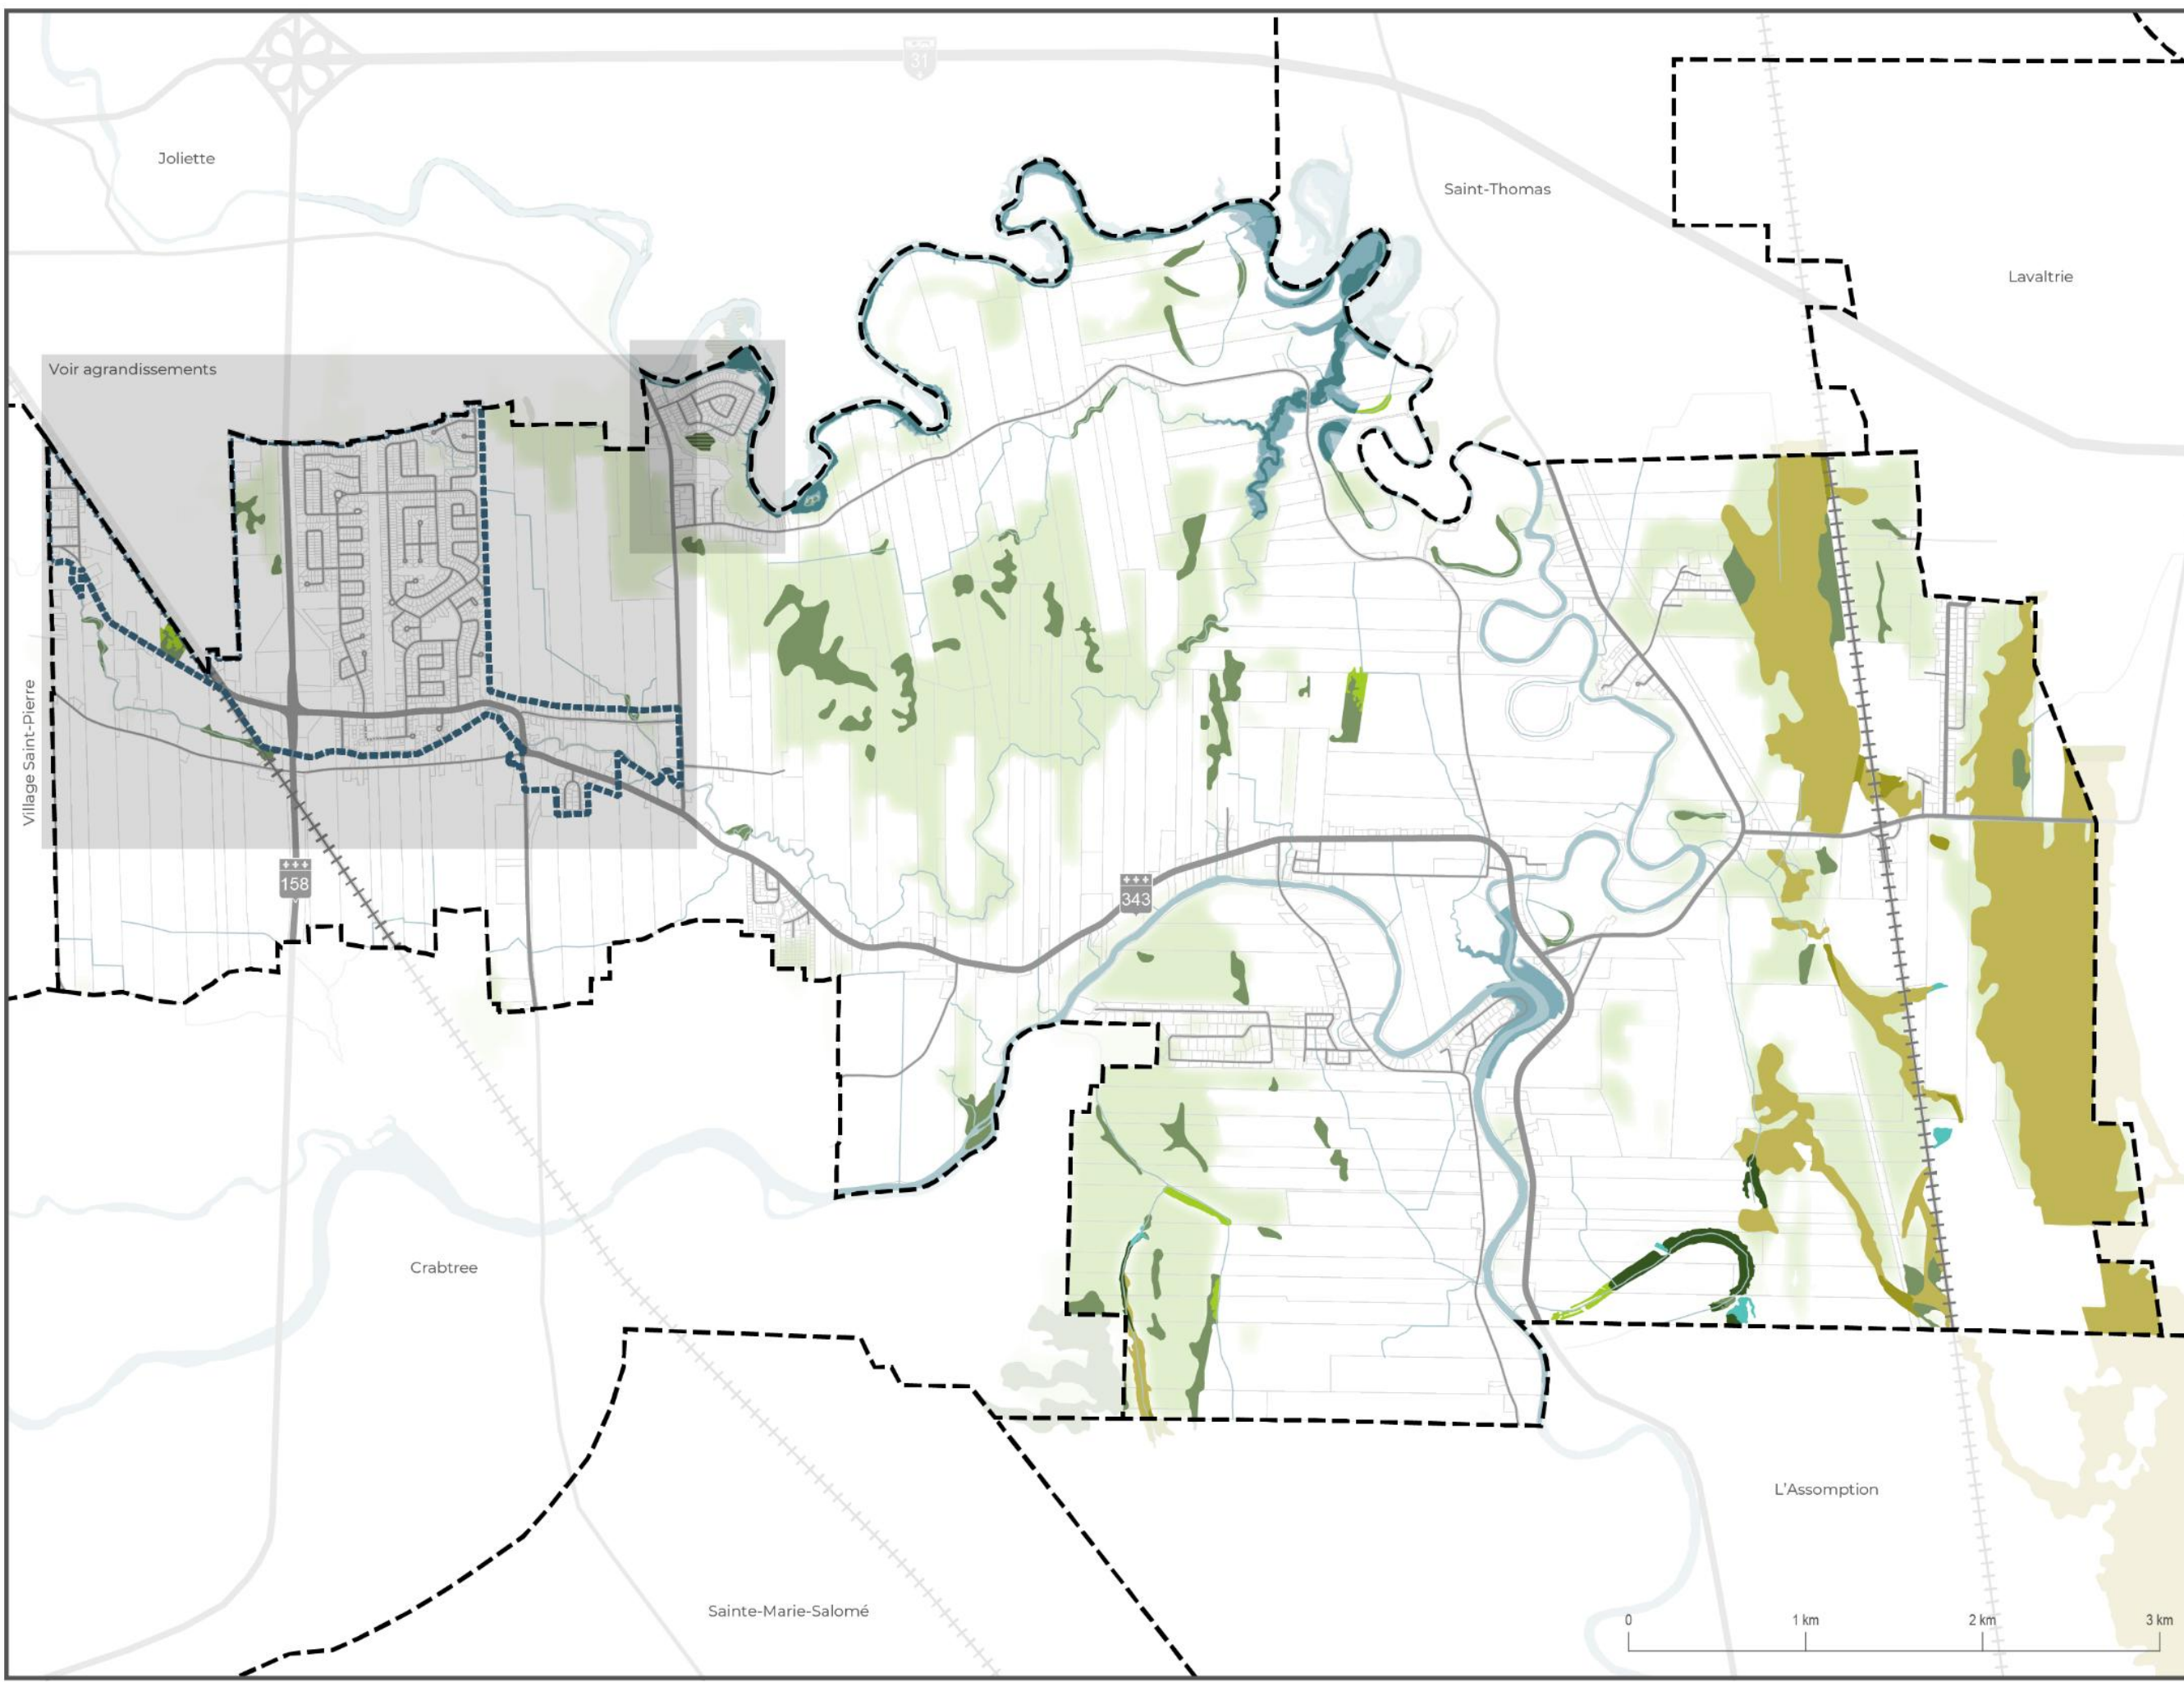 31
Joliette
Saint-Thomas
Lavaltrie
Voir agrandissements
Village Saint-Pierre
158
343
Crabtree
L'Assomption
Sainte-Marie-Salomé
0 1 km 2 km 3 km